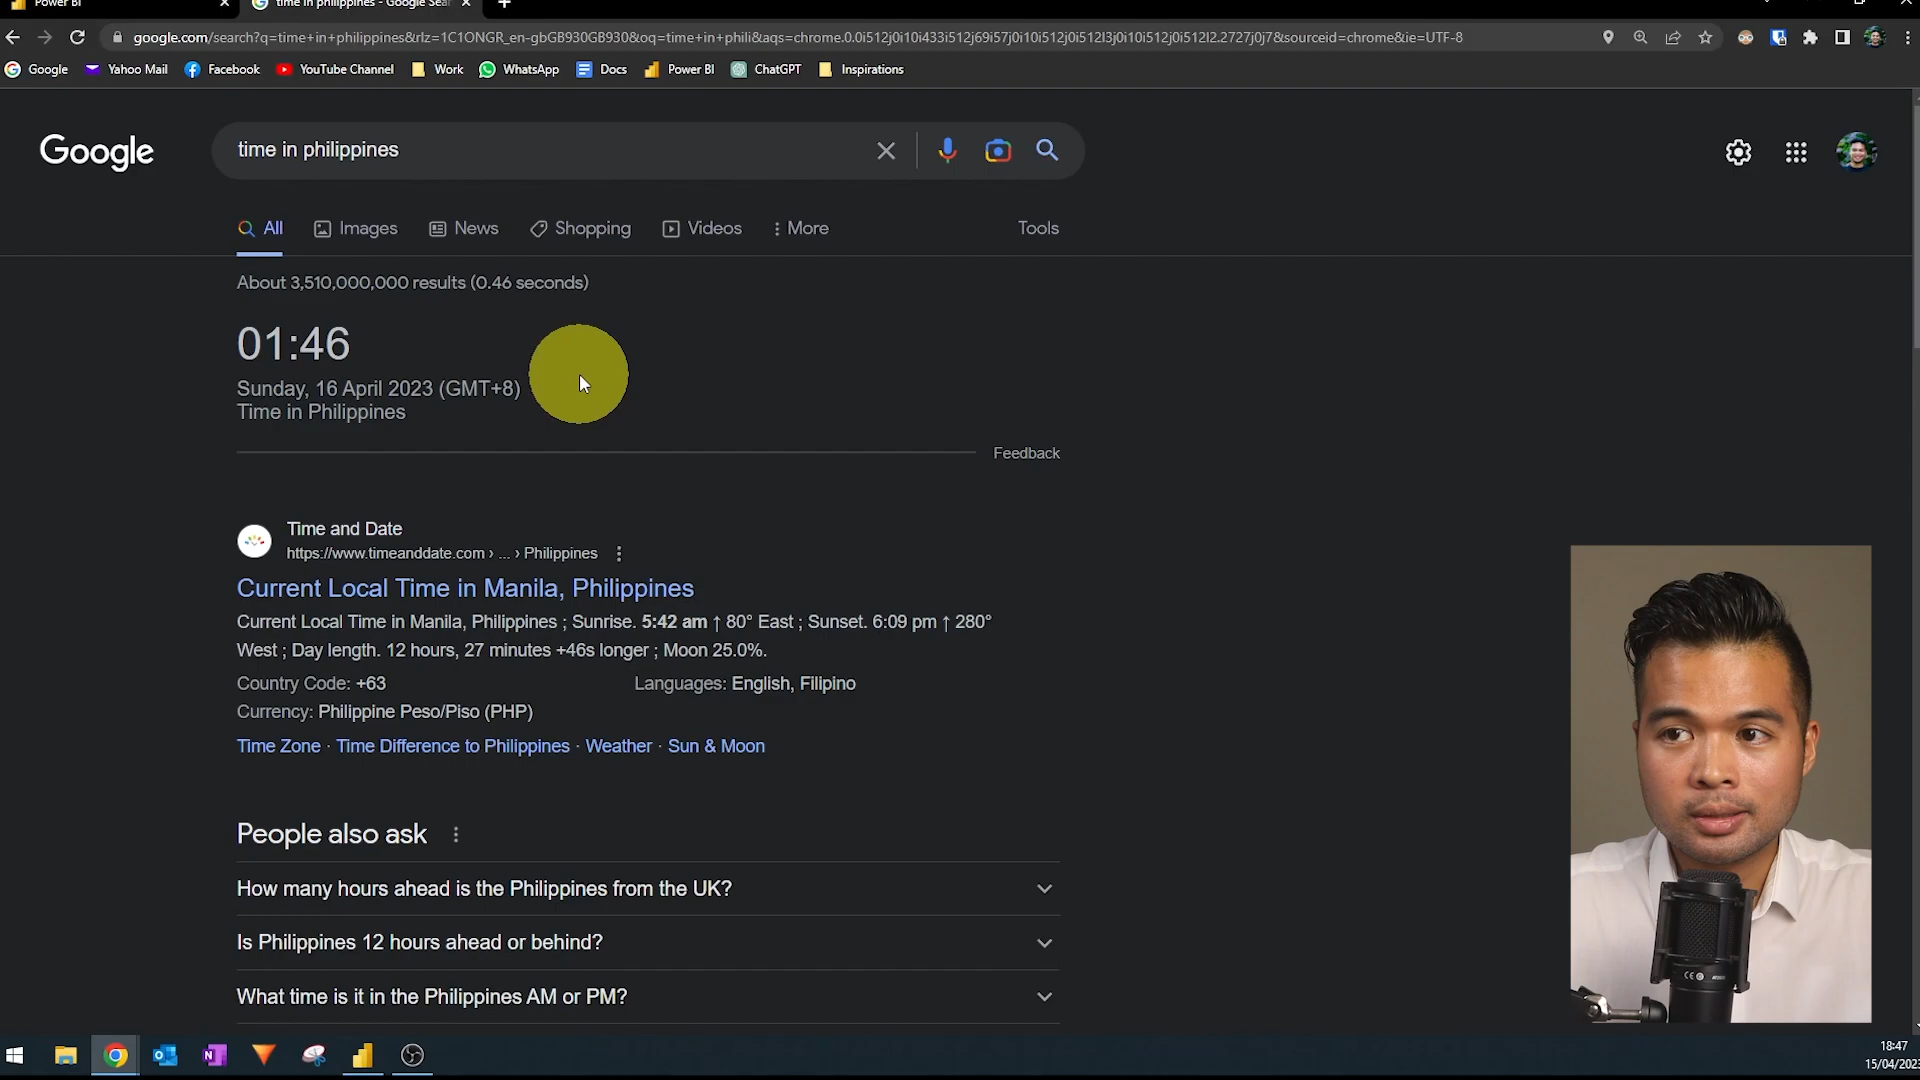 Power BI
time in philippines - Google Sear
google.com/search?q=time+in+philippines&rlz=1C1ONGR_en-gbGB930GB930&oq=time+in+phili&aqs=chrome.0.0i512j0i10i433i512j69i57j0i10i512j0i512l3j0i10i512j0i512l2.2727j0j7&sourceid=chrome&ie=UTF-8
Google Yahoo Mail Facebook YouTube Channel Work WhatsApp Docs Power BI ChatGPT Inspirations
Google
time in philippines
All Images News Shopping Videos More Tools
About 3,510,000,000 results (0.46 seconds)
01:46
Sunday, 16 April 2023 (GMT+8)
Time in Philippines
Feedback
Time and Date
https://www.timeanddate.com › ... › Philippines
Current Local Time in Manila, Philippines
Current Local Time in Manila, Philippines ; Sunrise. 5:42 am ↑ 80° East ; Sunset. 6:09 pm ↑ 280°
West ; Day length. 12 hours, 27 minutes +46s longer ; Moon 25.0%.
Country Code: +63 Languages: English, Filipino
Currency: Philippine Peso/Piso (PHP)
Time Zone · Time Difference to Philippines · Weather · Sun & Moon
People also ask
How many hours ahead is the Philippines from the UK?
Is Philippines 12 hours ahead or behind?
What time is it in the Philippines AM or PM?
18:47
15/04/2023